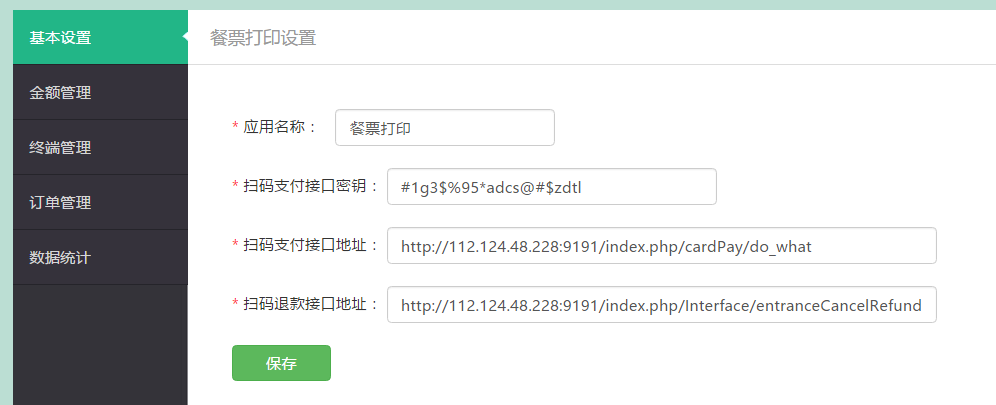 基本设置
餐票打印设置
金额管理
终端管理
订单管理
数据统计
* 应用名称： 餐票打印
* 扫码支付接口密钥： #1g3$%95*adcs@#$zdtl
* 扫码支付接口地址： http://112.124.48.228:9191/index.php/cardPay/do_what
* 扫码退款接口地址： http://112.124.48.228:9191/index.php/Interface/entranceCancelRefund
保存